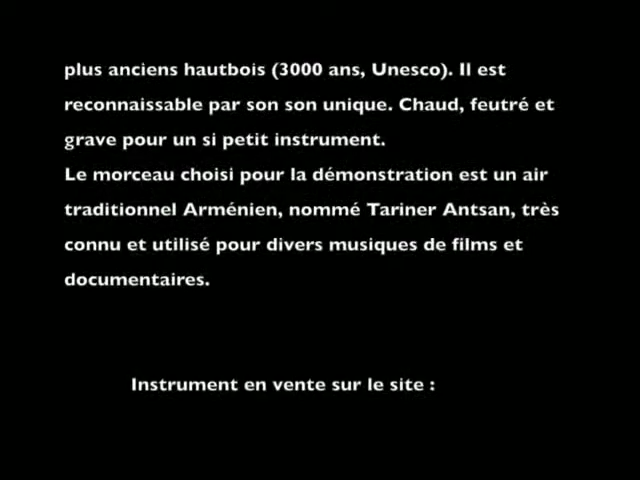 plus anciens hautbois (3000 ans, Unesco). Il est
reconnaissable par son son unique. Chaud, feutré et
grave pour un si petit instrument.
Le morceau choisi pour la démonstration est un air
traditionnel Arménien, nommé Tariner Antsan, très
connu et utilisé pour divers musiques de films et
documentaires.
Instrument en vente sur le site :